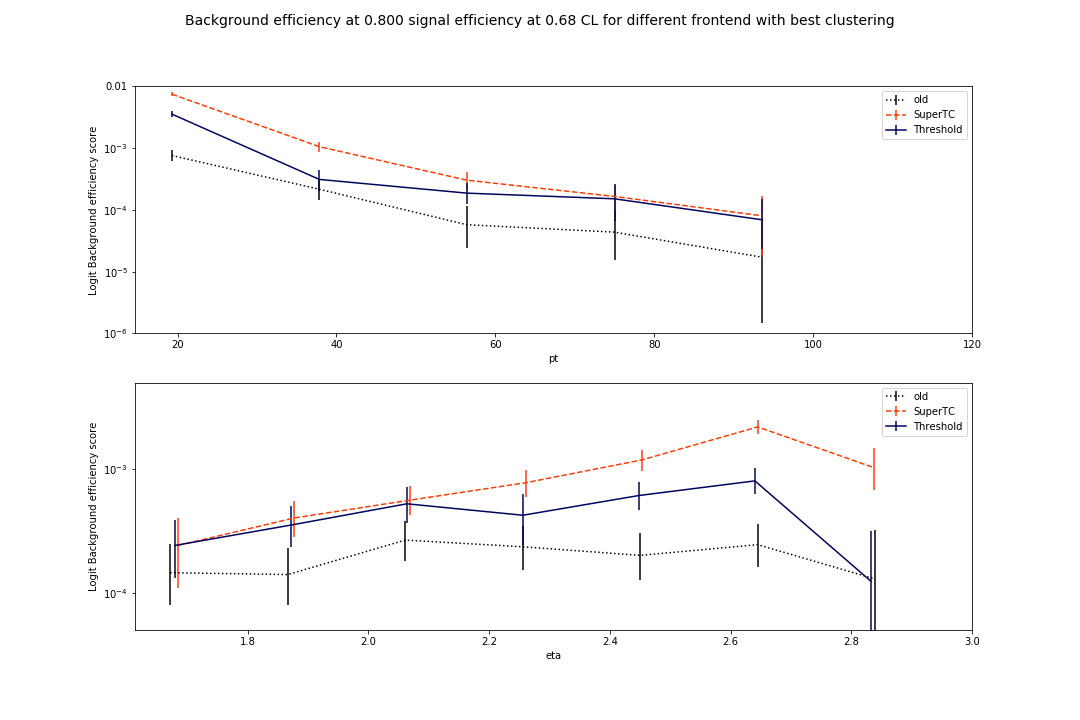 Background efficiency at 0.800 signal efficiency at 0.68 CL for different frontend with best clustering
Logit Background efficiency score
0.01
10⁻³
10⁻⁴
10⁻⁵
10⁻⁶
old
SuperTC
Threshold
20 40 60 80 100 120
pt
Logit Background efficiency score
10⁻³
10⁻⁴
old
SuperTC
Threshold
1.8 2.0 2.2 2.4 2.6 2.8 3.0
eta